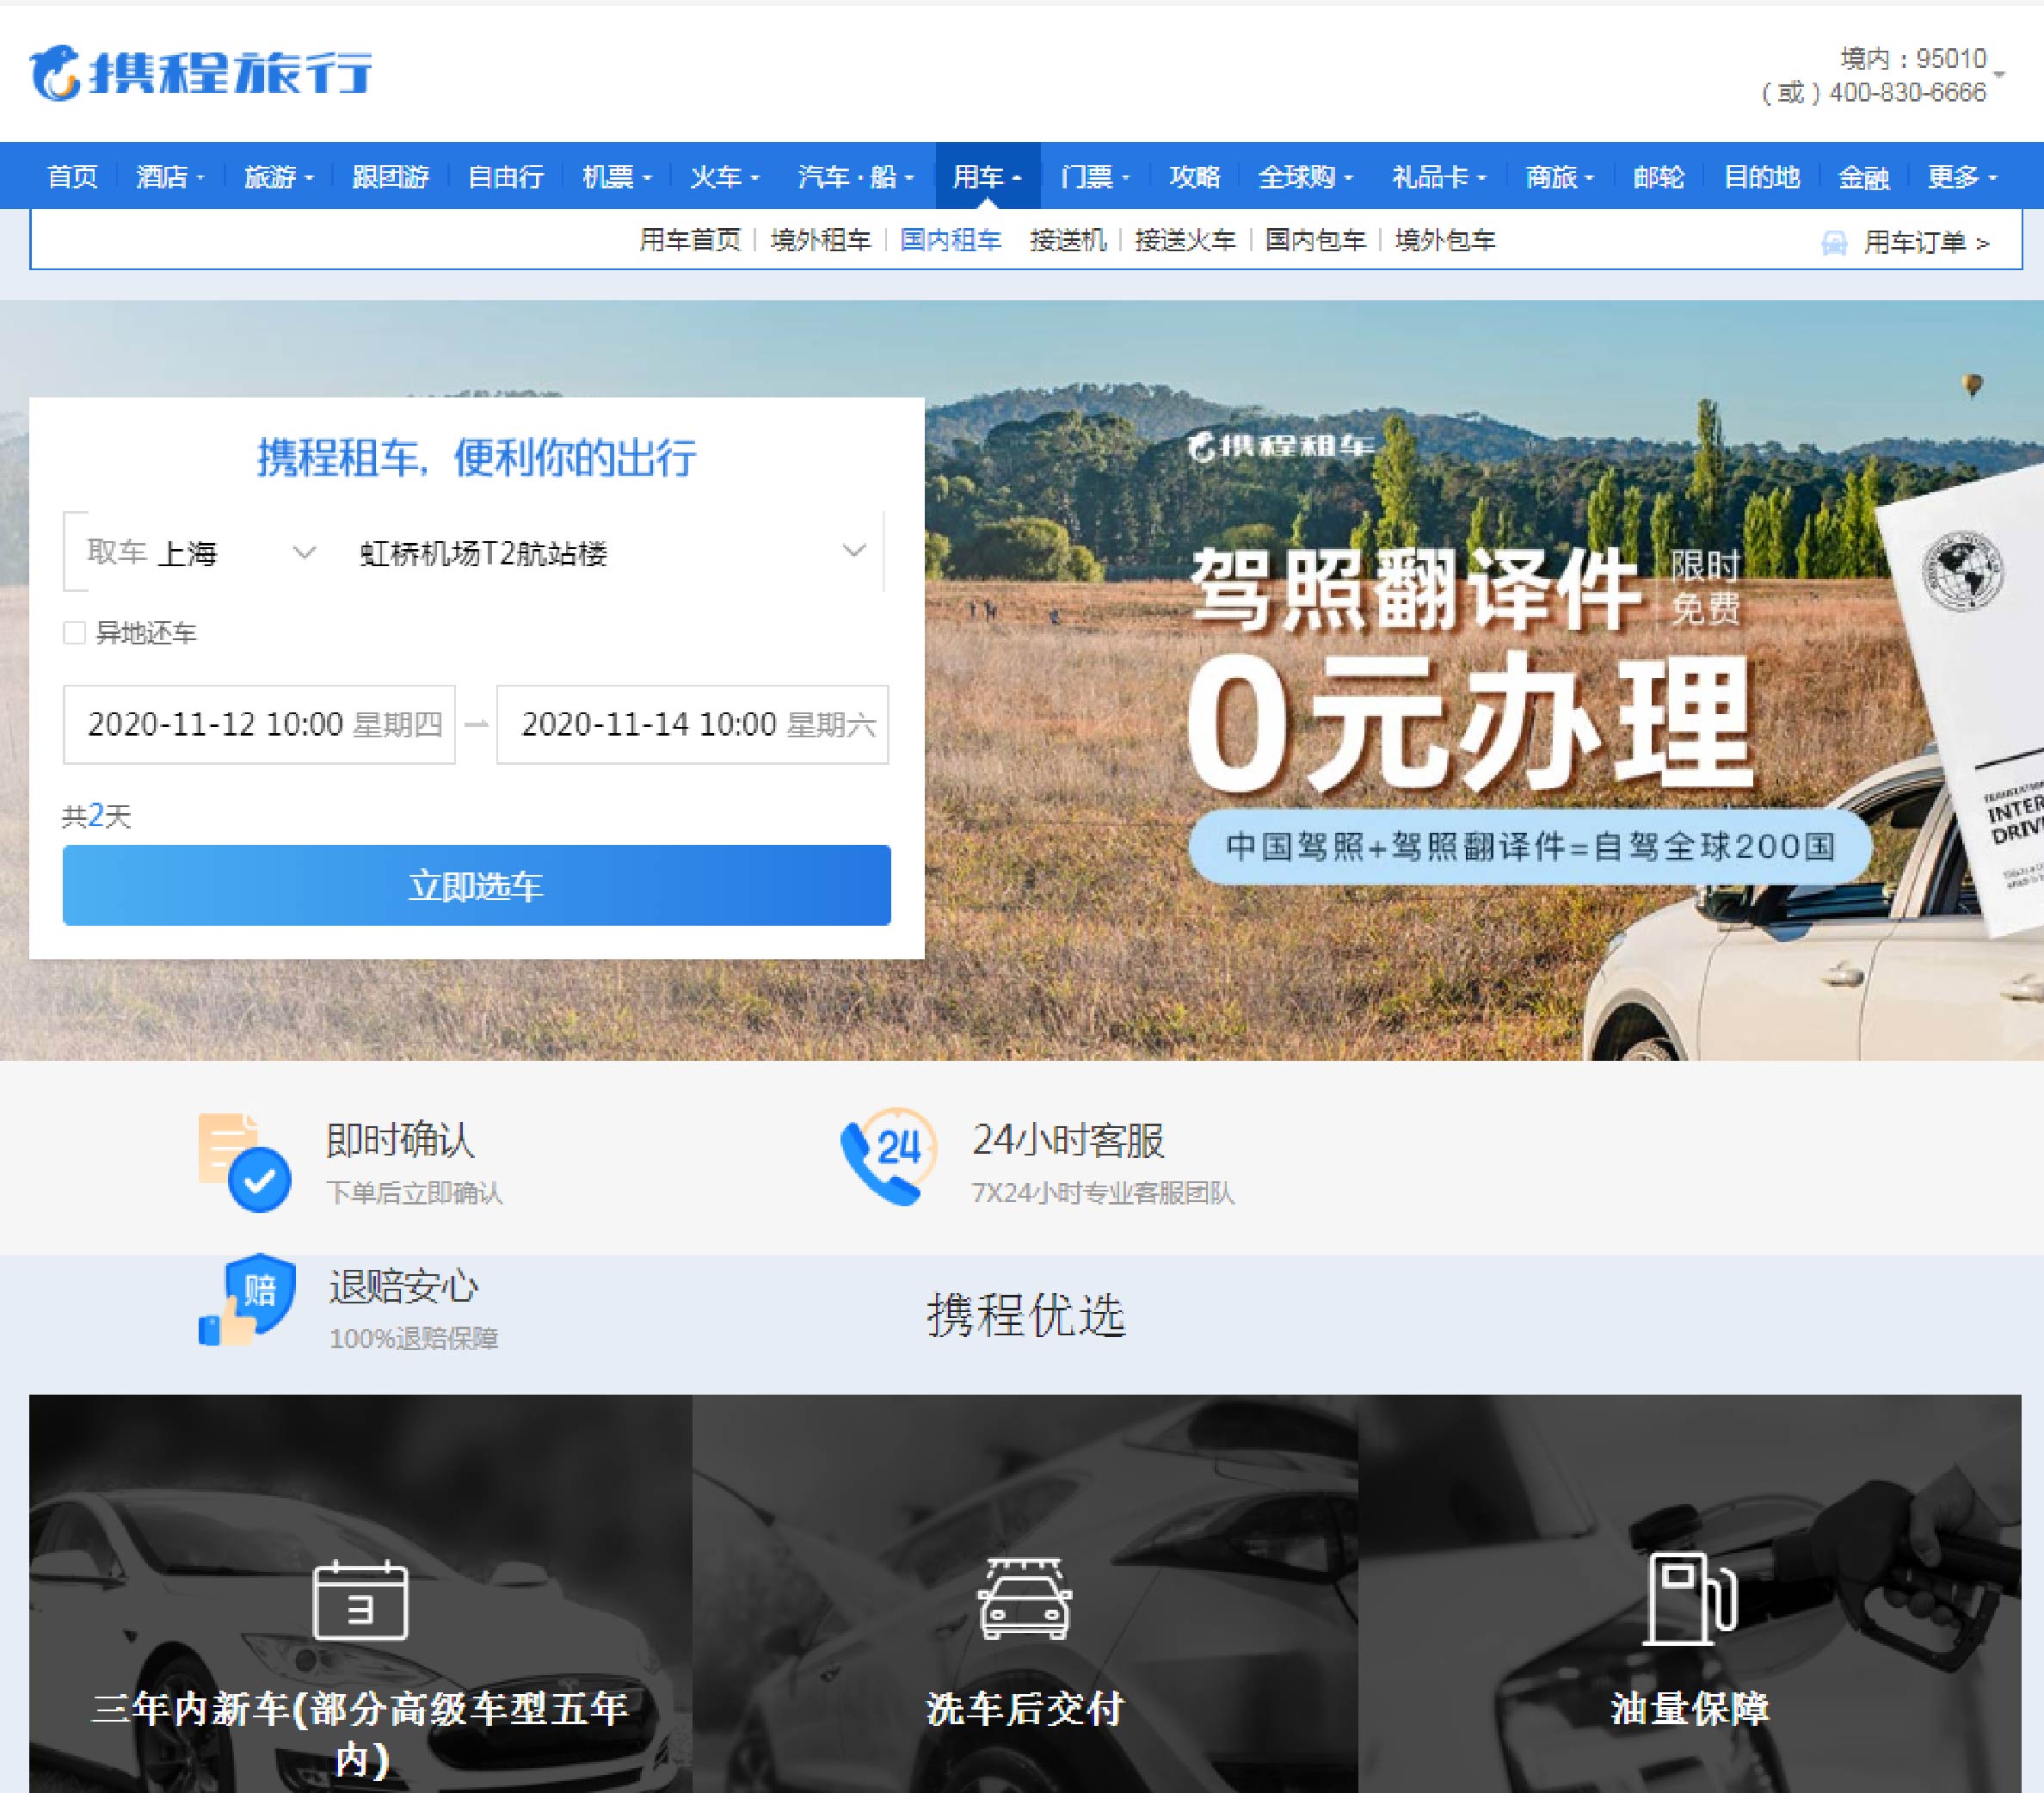 携程旅行
境内：95010
(或) 400-830-6666
首页 酒店 旅游 跟团游 自由行 机票 火车 汽车·船 用车 门票 攻略 全球购 礼品卡 商旅 邮轮 目的地 金融 更多
用车首页 境外租车 国内租车 接送机 接送火车 国内包车 境外包车 用车订单 >
携程租车，便利你的出行
取车 上海 虹桥机场T2航站楼
异地还车
2020-11-12 10:00 星期四 2020-11-14 10:00 星期六
共2天
立即选车
携程租车
驾照翻译件 限时
免费
0元办理
中国驾照+驾照翻译件=自驾全球200国
INTER
DRIV
即时确认
下单后立即确认
24
24小时客服
7X24小时专业客服团队
赔
退赔安心
100%退赔保障
携程优选
3
三年内新车(部分高级车型五年
内)
洗车后交付
油量保障